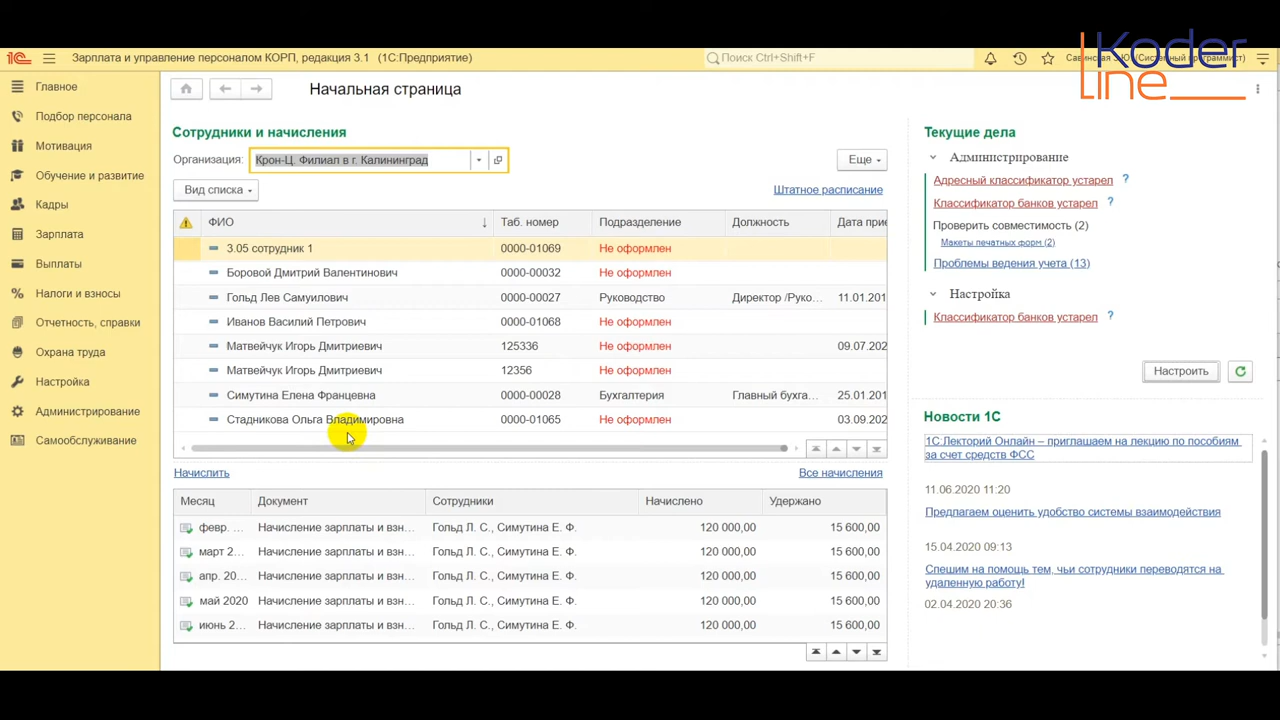 Koder
line
1С
Зарплата и управление персоналом КОРП, редакция 3.1 (1С:Предприятие)
Поиск Ctrl+Shift+F
Главное
Подбор персонала
Мотивация
Обучение и развитие
Кадры
Зарплата
Выплаты
Налоги и взносы
Отчетность, справки
Охрана труда
Настройка
Администрирование
Самообслуживание
Начальная страница
Сотрудники и начисления
Организация: Крон-Ц. Филиал в г. Калининград
Еще
Вид списка
Штатное расписание
ФИО Таб. номер Подразделение Должность Дата прие
3.05 сотрудник 1 0000-01069 Не оформлен
Боровой Дмитрий Валентинович 0000-00032 Не оформлен
Гольд Лев Самуилович 0000-00027 Руководство Директор /Руко... 11.01.201
Иванов Василий Петрович 0000-01068 Не оформлен
Матвейчук Игорь Дмитриевич 125336 Не оформлен 09.07.202
Матвейчук Игорь Дмитриевич 12356 Не оформлен
Симутина Елена Францевна 0000-00028 Бухгалтерия Главный бухга... 25.01.201
Стадникова Ольга Владимировна 0000-01065 Не оформлен 03.09.202
Начислить
Все начисления
Месяц Документ Сотрудники Начислено Удержано
февр. ... Начисление зарплаты и взн... Гольд Л. С., Симутина Е. Ф. 120 000,00 15 600,00
март 2... Начисление зарплаты и взн... Гольд Л. С., Симутина Е. Ф. 120 000,00 15 600,00
апр. 20... Начисление зарплаты и взн... Гольд Л. С., Симутина Е. Ф. 120 000,00 15 600,00
май 2020 Начисление зарплаты и взн... Гольд Л. С., Симутина Е. Ф. 120 000,00 15 600,00
июнь 2... Начисление зарплаты и взн... Гольд Л. С., Симутина Е. Ф. 120 000,00 15 600,00
Текущие дела
Администрирование
Адресный классификатор устарел ?
Классификатор банков устарел ?
Проверить совместимость (2)
Макеты печатных форм (2)
Проблемы ведения учета (13)
Настройка
Классификатор банков устарел ?
Настроить
Новости 1С
1С:Лекторий Онлайн – приглашаем на лекцию по пособиям
за счет средств ФСС
11.06.2020 11:20
Предлагаем оценить удобство системы взаимодействия
15.04.2020 09:13
Спешим на помощь тем, чьи сотрудники переводятся на
удаленную работу!
02.04.2020 20:36